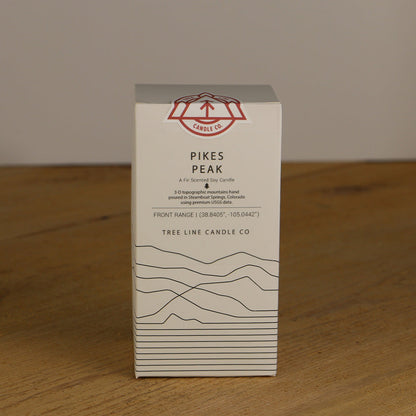 CANDLE CO.
PIKES
PEAK
A Fir Scented Soy Candle
3-D topographic mountains hand
poured in Steamboat Springs, Colorado
using premium USGS data.
FRONT RANGE | (38.8405°, -105.0442°)
TREE LINE CANDLE CO